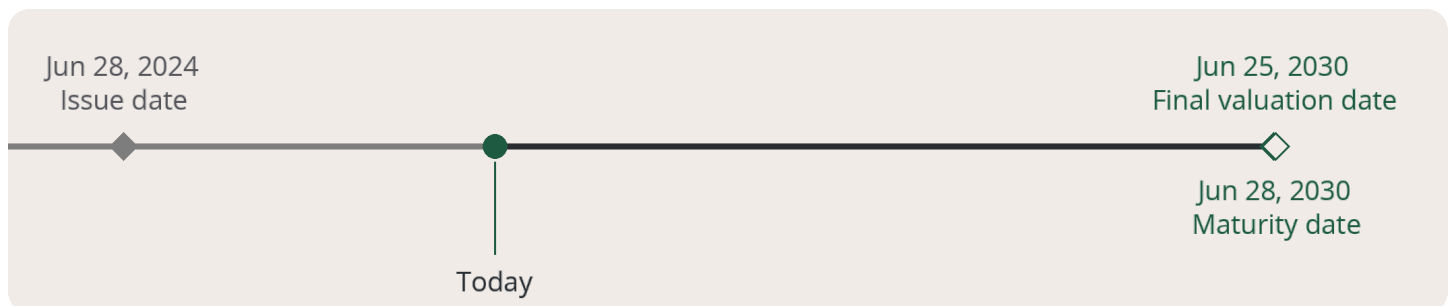 Jun 28, 2024
Issue date
Jun 25, 2030
Final valuation date
Jun 28, 2030
Maturity date
Today